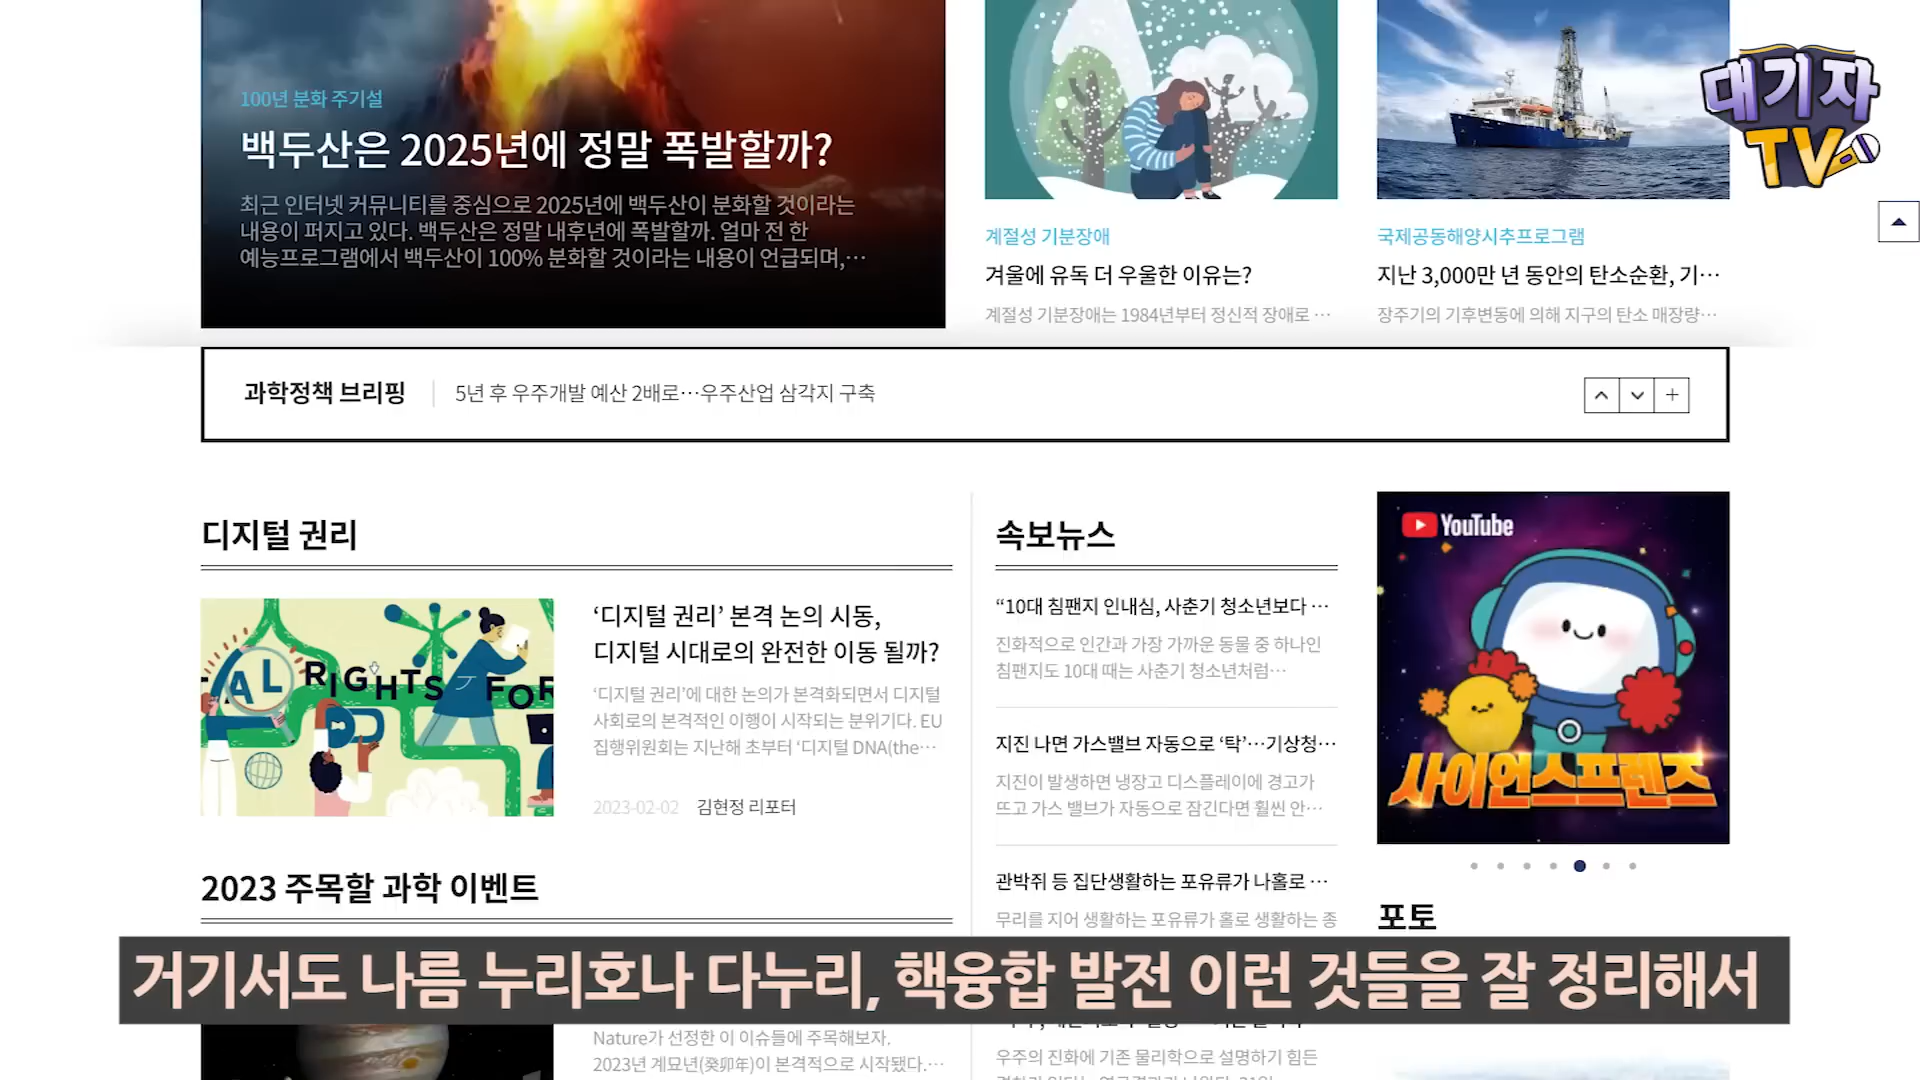 100년 분화 주기설
백두산은 2025년에 정말 폭발할까?
최근 인터넷 커뮤니티를 중심으로 2025년에 백두산이 분화할 것이라는
내용이 퍼지고 있다. 백두산은 정말 내후년에 폭발할까. 얼마 전 한
예능프로그램에서 백두산이 100% 분화할 것이라는 내용이 언급되며,…
계절성 기분장애
겨울에 유독 더 우울한 이유는?
계절성 기분장애는 1984년부터 정신적 장애로 …
국제공동해양시추프로그램
지난 3,000만 년 동안의 탄소순환, 기…
장주기의 기후변동에 의해 지구의 탄소 매장량…
대기자
TV
과학정책 브리핑
5년 후 우주개발 예산 2배로…우주산업 삼각지 구축
디지털 권리
AL RIGHTS FOR
‘디지털 권리’ 본격 논의 시동,
디지털 시대로의 완전한 이동 될까?
‘디지털 권리’에 대한 논의가 본격화되면서 디지털
사회로의 본격적인 이행이 시작되는 분위기다. EU
집행위원회는 지난해 초부터 ‘디지털 DNA(the…
2023-02-02 김현정 리포터
2023 주목할 과학 이벤트
Nature가 선정한 이 이슈들에 주목해보자.
2023년 계묘년(癸卯年)이 본격적으로 시작됐다.…
속보뉴스
“10대 침팬지 인내심, 사춘기 청소년보다 …
진화적으로 인간과 가장 가까운 동물 중 하나인
침팬지도 10대 때는 사춘기 청소년처럼…
지진 나면 가스밸브 자동으로 ‘탁’…기상청…
지진이 발생하면 냉장고 디스플레이에 경고가
뜨고 가스 밸브가 자동으로 잠긴다면 훨씬 안…
관박쥐 등 집단생활하는 포유류가 나홀로 …
무리를 지어 생활하는 포유류가 홀로 생활하는 종
우주의 진화에 기존 물리학으로 설명하기 힘든
YouTube
사이언스프렌즈
포토
거기서도 나름 누리호나 다누리, 핵융합 발전 이런 것들을 잘 정리해서